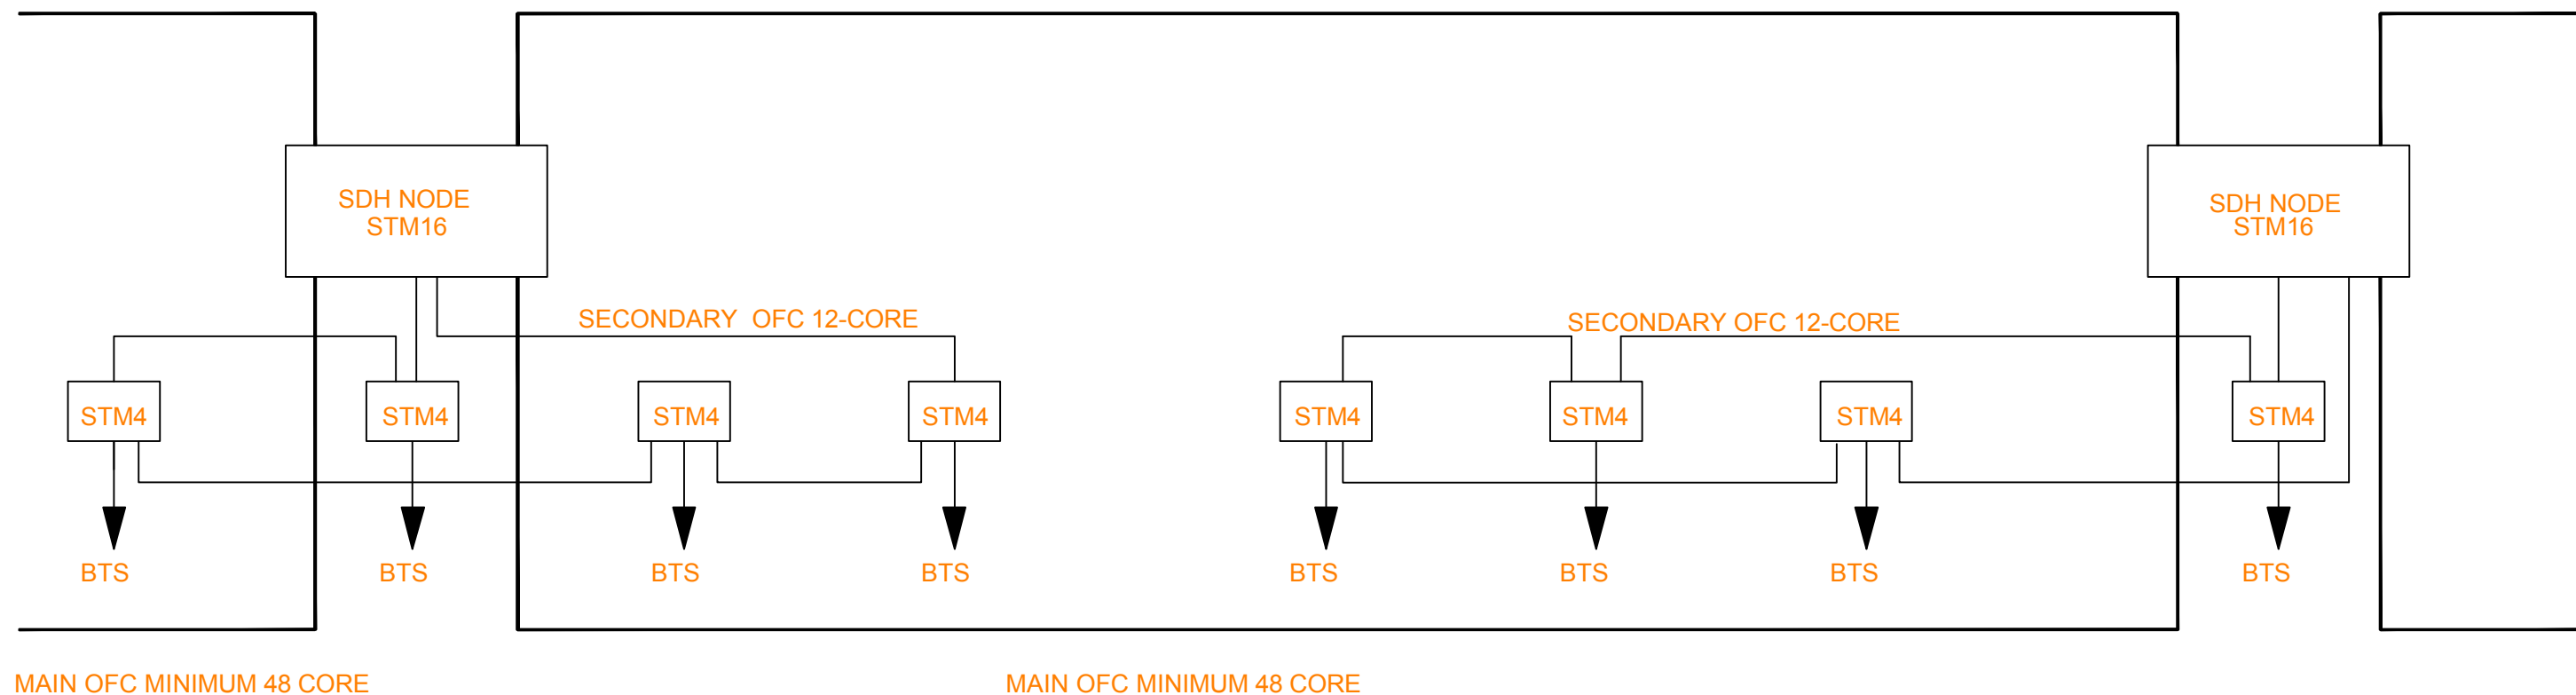 SDH NODE
STM16
SDH NODE
STM16
SECONDARY  OFC 12-CORE
SECONDARY OFC 12-CORE
STM4
STM4
STM4
STM4
STM4
STM4
STM4
STM4
BTS
BTS
BTS
BTS
BTS
BTS
BTS
BTS
MAIN OFC MINIMUM 48 CORE
MAIN OFC MINIMUM 48 CORE